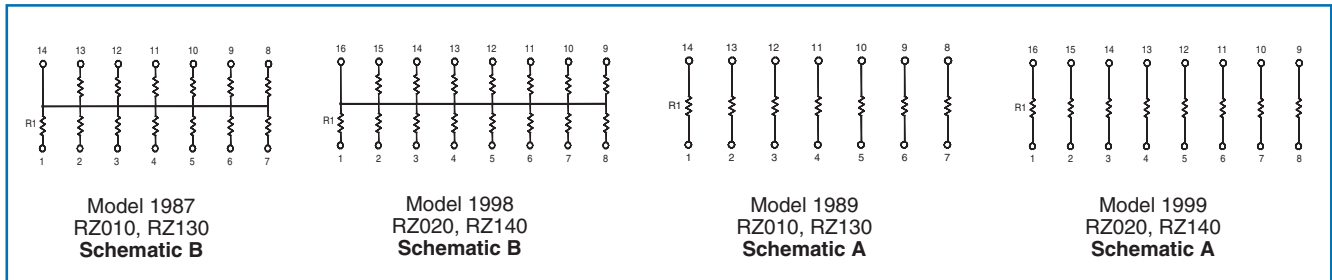 14 13 12 11 10 9 8
R1
1 2 3 4 5 6 7
Model 1987
RZ010, RZ130
Schematic B
16 15 14 13 12 11 10 9
R1
1 2 3 4 5 6 7 8
Model 1998
RZ020, RZ140
Schematic B
14 13 12 11 10 9 8
R1
1 2 3 4 5 6 7
Model 1989
RZ010, RZ130
Schematic A
16 15 14 13 12 11 10 9
R1
1 2 3 4 5 6 7 8
Model 1999
RZ020, RZ140
Schematic A